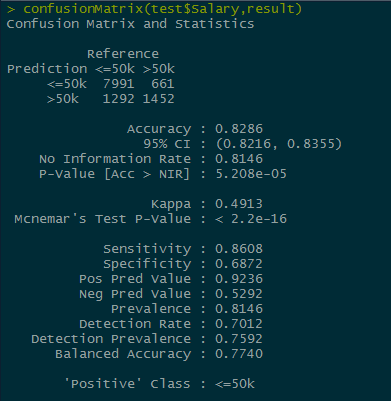 > confusionMatrix(test$Salary,result)
Confusion Matrix and Statistics
Reference
Prediction <=50k >50k
<=50k 7991 661
>50k 1292 1452
Accuracy : 0.8286
95% CI : (0.8216, 0.8355)
No Information Rate : 0.8146
P-Value [Acc > NIR] : 5.208e-05
Kappa : 0.4913
Mcnemar's Test P-Value : < 2.2e-16
Sensitivity : 0.8608
Specificity : 0.6872
Pos Pred Value : 0.9236
Neg Pred Value : 0.5292
Prevalence : 0.8146
Detection Rate : 0.7012
Detection Prevalence : 0.7592
Balanced Accuracy : 0.7740
'Positive' Class : <=50k